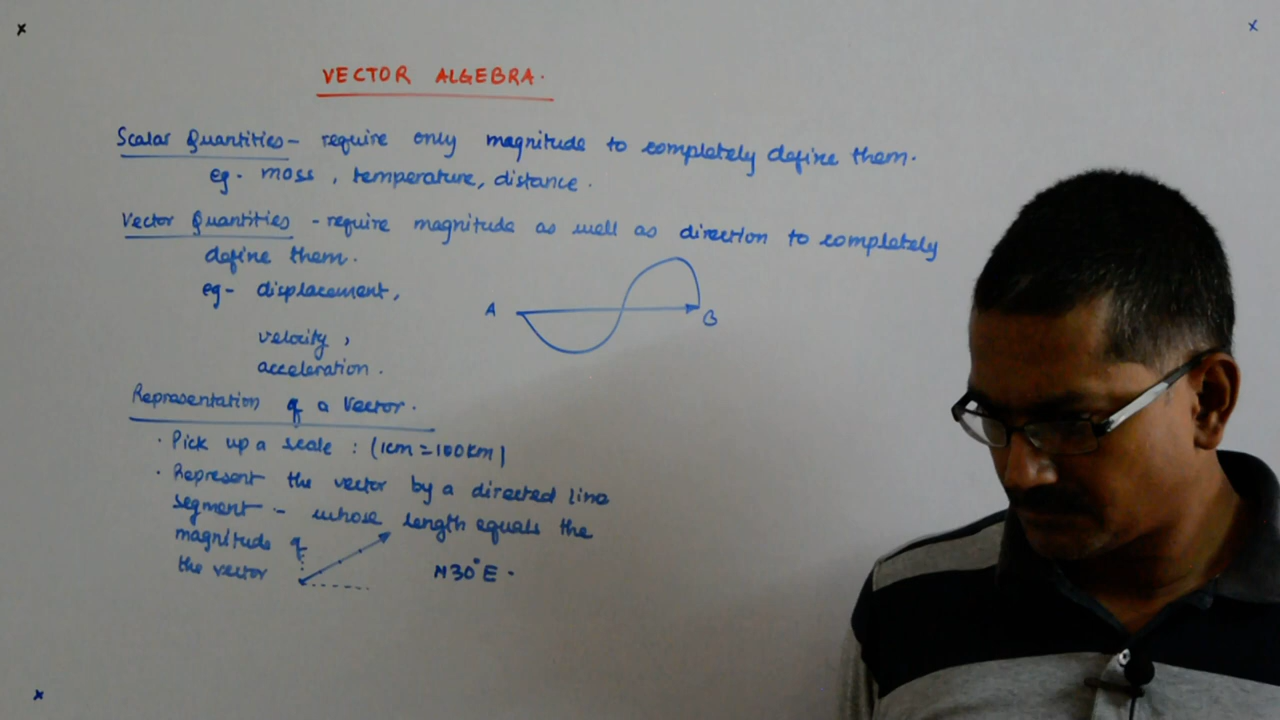 VECTOR ALGEBRA.
Scalar Quantities - require only magnitude to completely define them.
eg. mass, temperature, distance.
Vector Quantities - require magnitude as well as direction to completely
define them.
eg - displacement,
A
B
velocity,
acceleration.
Representation of a Vector.
· Pick up a scale : (1cm = 100km)
· Represent the vector by a directed line
segment - whose length equals the
magnitude of
the vector
N30°E.